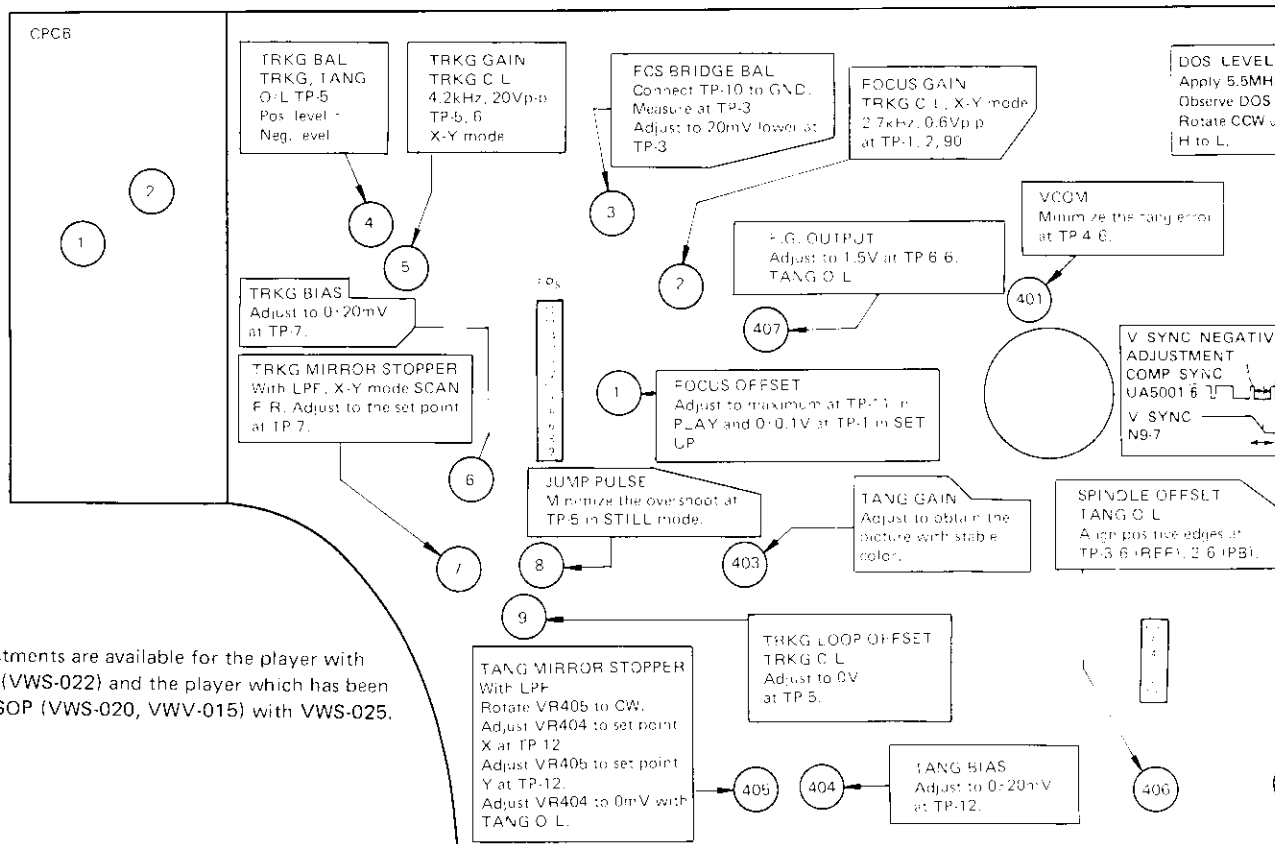 CPCB
1
2
TRKG BAL
TRKG, TANG
O/L TP-5
Pos. level =
Neg. level
TRKG GAIN
TRKG C L
4.2kHz, 20Vp-p
TP-5, 6
X-Y mode
FCS BRIDGE BAL
Connect TP-10 to GND.
Measure at TP-3
Adjust to 20mV lower at
TP-3
FOCUS GAIN
TRKG C L, X-Y mode
2.7kHz, 0.6Vp-p
at TP-1, 2, 90
DOS LEVEL
Apply 5.5MH
Observe DOS
Rotate CCW
H to L.
4
5
3
2
VCOM
Minimize the tang error
at TP 4-6.
F.G. OUTPUT
Adjust to 1.5V at TP 6-6.
TANG O L
401
407
TRKG BIAS
Adjust to 0±20mV
at TP-7.
TRKG MIRROR STOPPER
With LPF, X-Y mode SCAN
F R. Adjust to the set point
at TP 7.
1
FOCUS OFFSET
Adjust to maximum at TP-11 in
PLAY and 0±0.1V at TP-1 in SET
UP
V SYNC NEGATIV
ADJUSTMENT
COMP SYNC
UA5001 6
V SYNC
N9-7
6
JUMP PULSE
Minimize the overshoot at
TP-5 in STILL mode.
TANG GAIN
Adjust to obtain the
picture with stable
color.
SPINDLE OFFSET
TANG O L
Align positive edges at
TP-3 6 (REF), 2-6 (PB).
7
8
403
9
TRKG LOOP OFFSET
TRKG C L
Adjust to 0V
at TP 5.
tments are available for the player with
(VWS-022) and the player which has been
SOP (VWS-020, VWV-015) with VWS-025.
TANG MIRROR STOPPER
With LPF
Rotate VR405 to CW.
Adjust VR404 to set point
X at TP-12
Adjust VR405 to set point
Y at TP-12.
Adjust VR404 to 0mV with
TANG O L.
405
404
TANG BIAS
Adjust to 0±20mV
at TP-12.
406